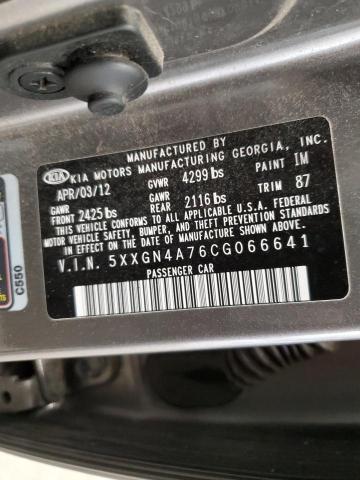 MANUFACTURED BY
KIA KIA MOTORS MANUFACTURING GEORGIA, INC.
APR/03/12 GVWR 4299 lbs PAINT IM
GAWR FRONT 2425 lbs GAWR REAR 2116 lbs TRIM 87
THIS VEHICLE CONFORMS TO ALL U.S.A. FEDERAL
MOTOR VEHICLE SAFETY, BUMPER, AND THEFT
PREVENTION STANDARDS IN EFFECT ON THE DATE OF
MANUFACTURE SHOWN ABOVE.
V.I.N. 5XXGN4A76CG066641
PASSENGER CAR
C550